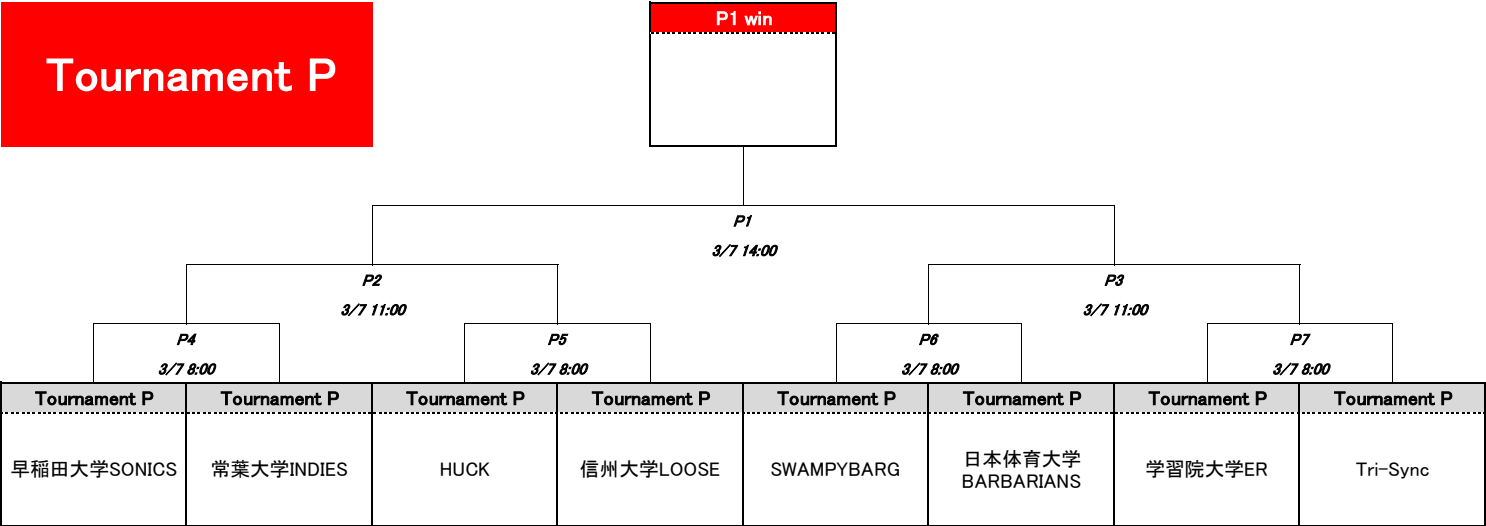 P1 win
Tournament P
P1
3/7 14:00
P2
P3
3/7 11:00
3/7 11:00
P4
P5
P6
P7
3/7 8:00
3/7 8:00
3/7 8:00
3/7 8:00
Tournament P
Tournament P
Tournament P
Tournament P
Tournament P
Tournament P
Tournament P
Tournament P
早稲田大学SONICS
常葉大学INDIES
HUCK
信州大学LOOSE
SWAMPYBARG
日本体育大学
BARBARIANS
学習院大学ER
Tri-Sync